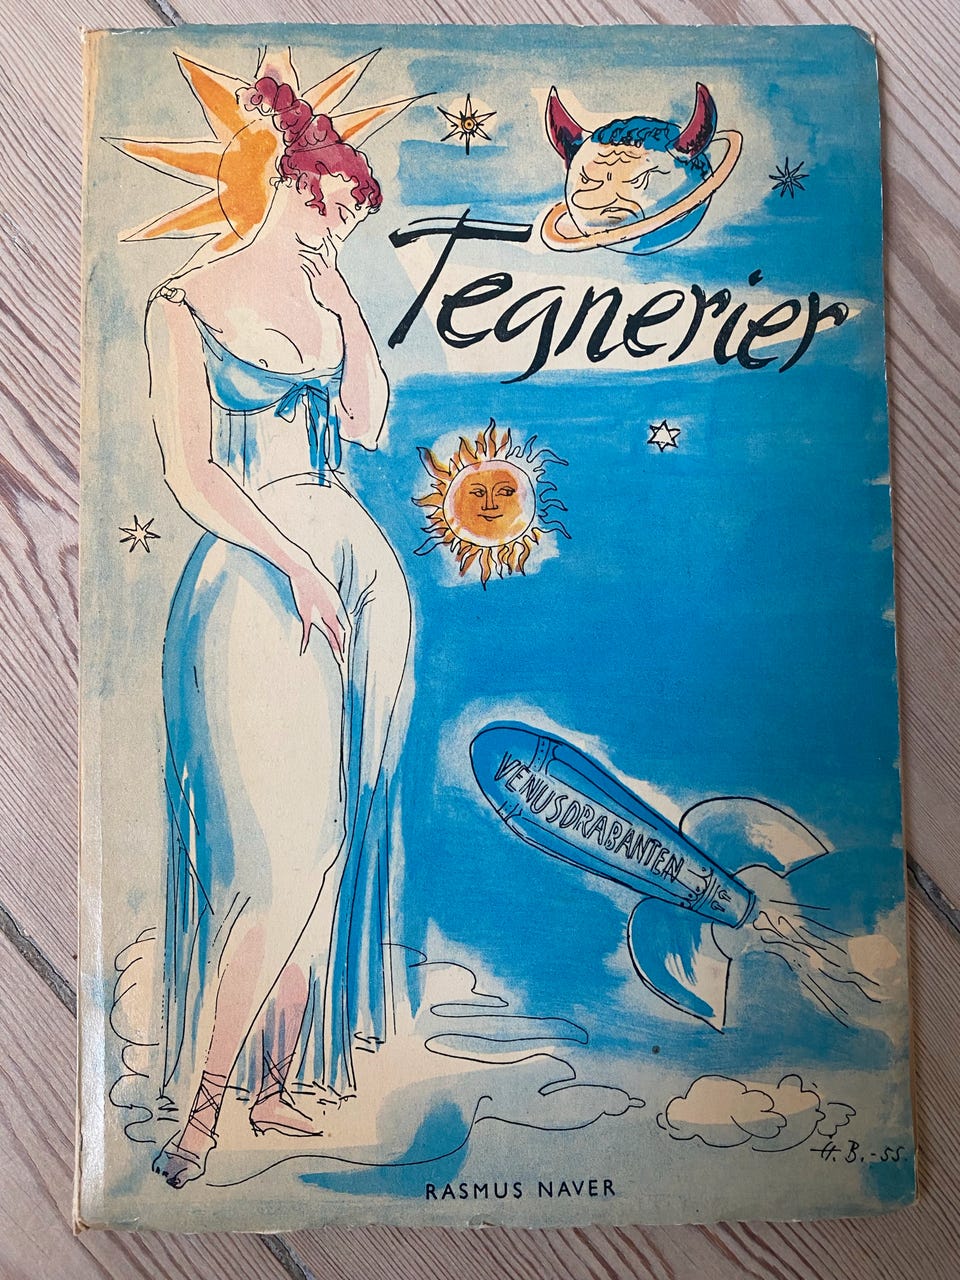 Tegnerier
VENUSDRABANTEN
H. B. - 55.
RASMUS NAVER